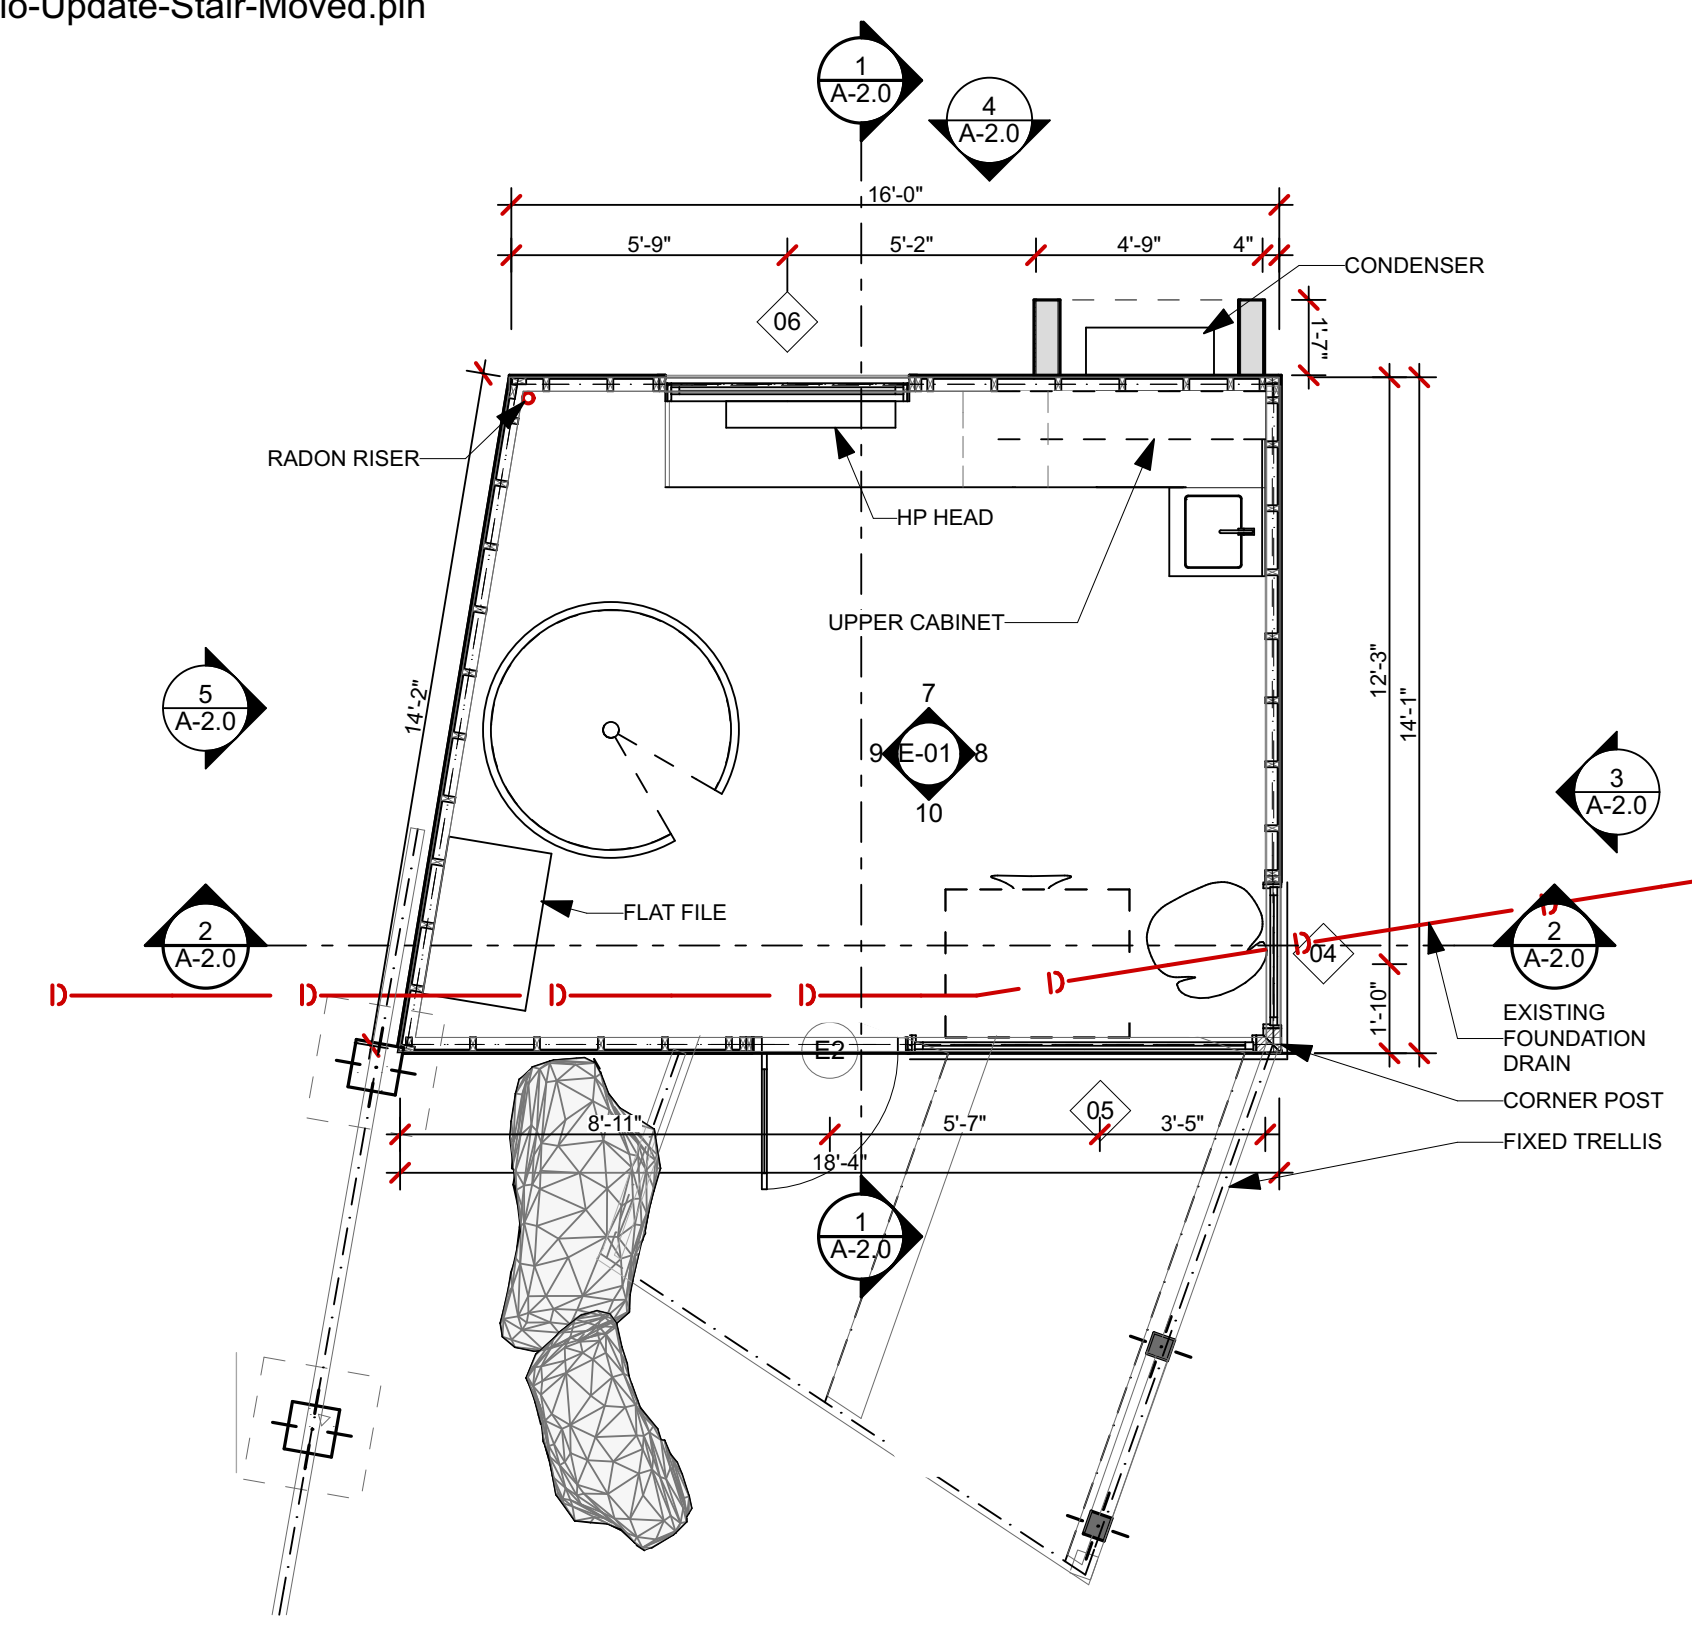 io-Update-Stair-Moved.pln
1
A-2.0
4
A-2.0
16'-0"
5'-9"
5'-2"
4'-9"
4"
CONDENSER
06
1'-7"
RADON RISER
HP HEAD
UPPER CABINET
14'-2"
12'-3"
14'-1"
5
A-2.0
7
9
E-01
8
10
3
A-2.0
FLAT FILE
2
A-2.0
D
D
D
D
D
D
D
04
2
A-2.0
1'-10"
EXISTING
FOUNDATION
DRAIN
E2
CORNER POST
05
8'-11"
5'-7"
3'-5"
FIXED TRELLIS
18'-4"
1
A-2.0